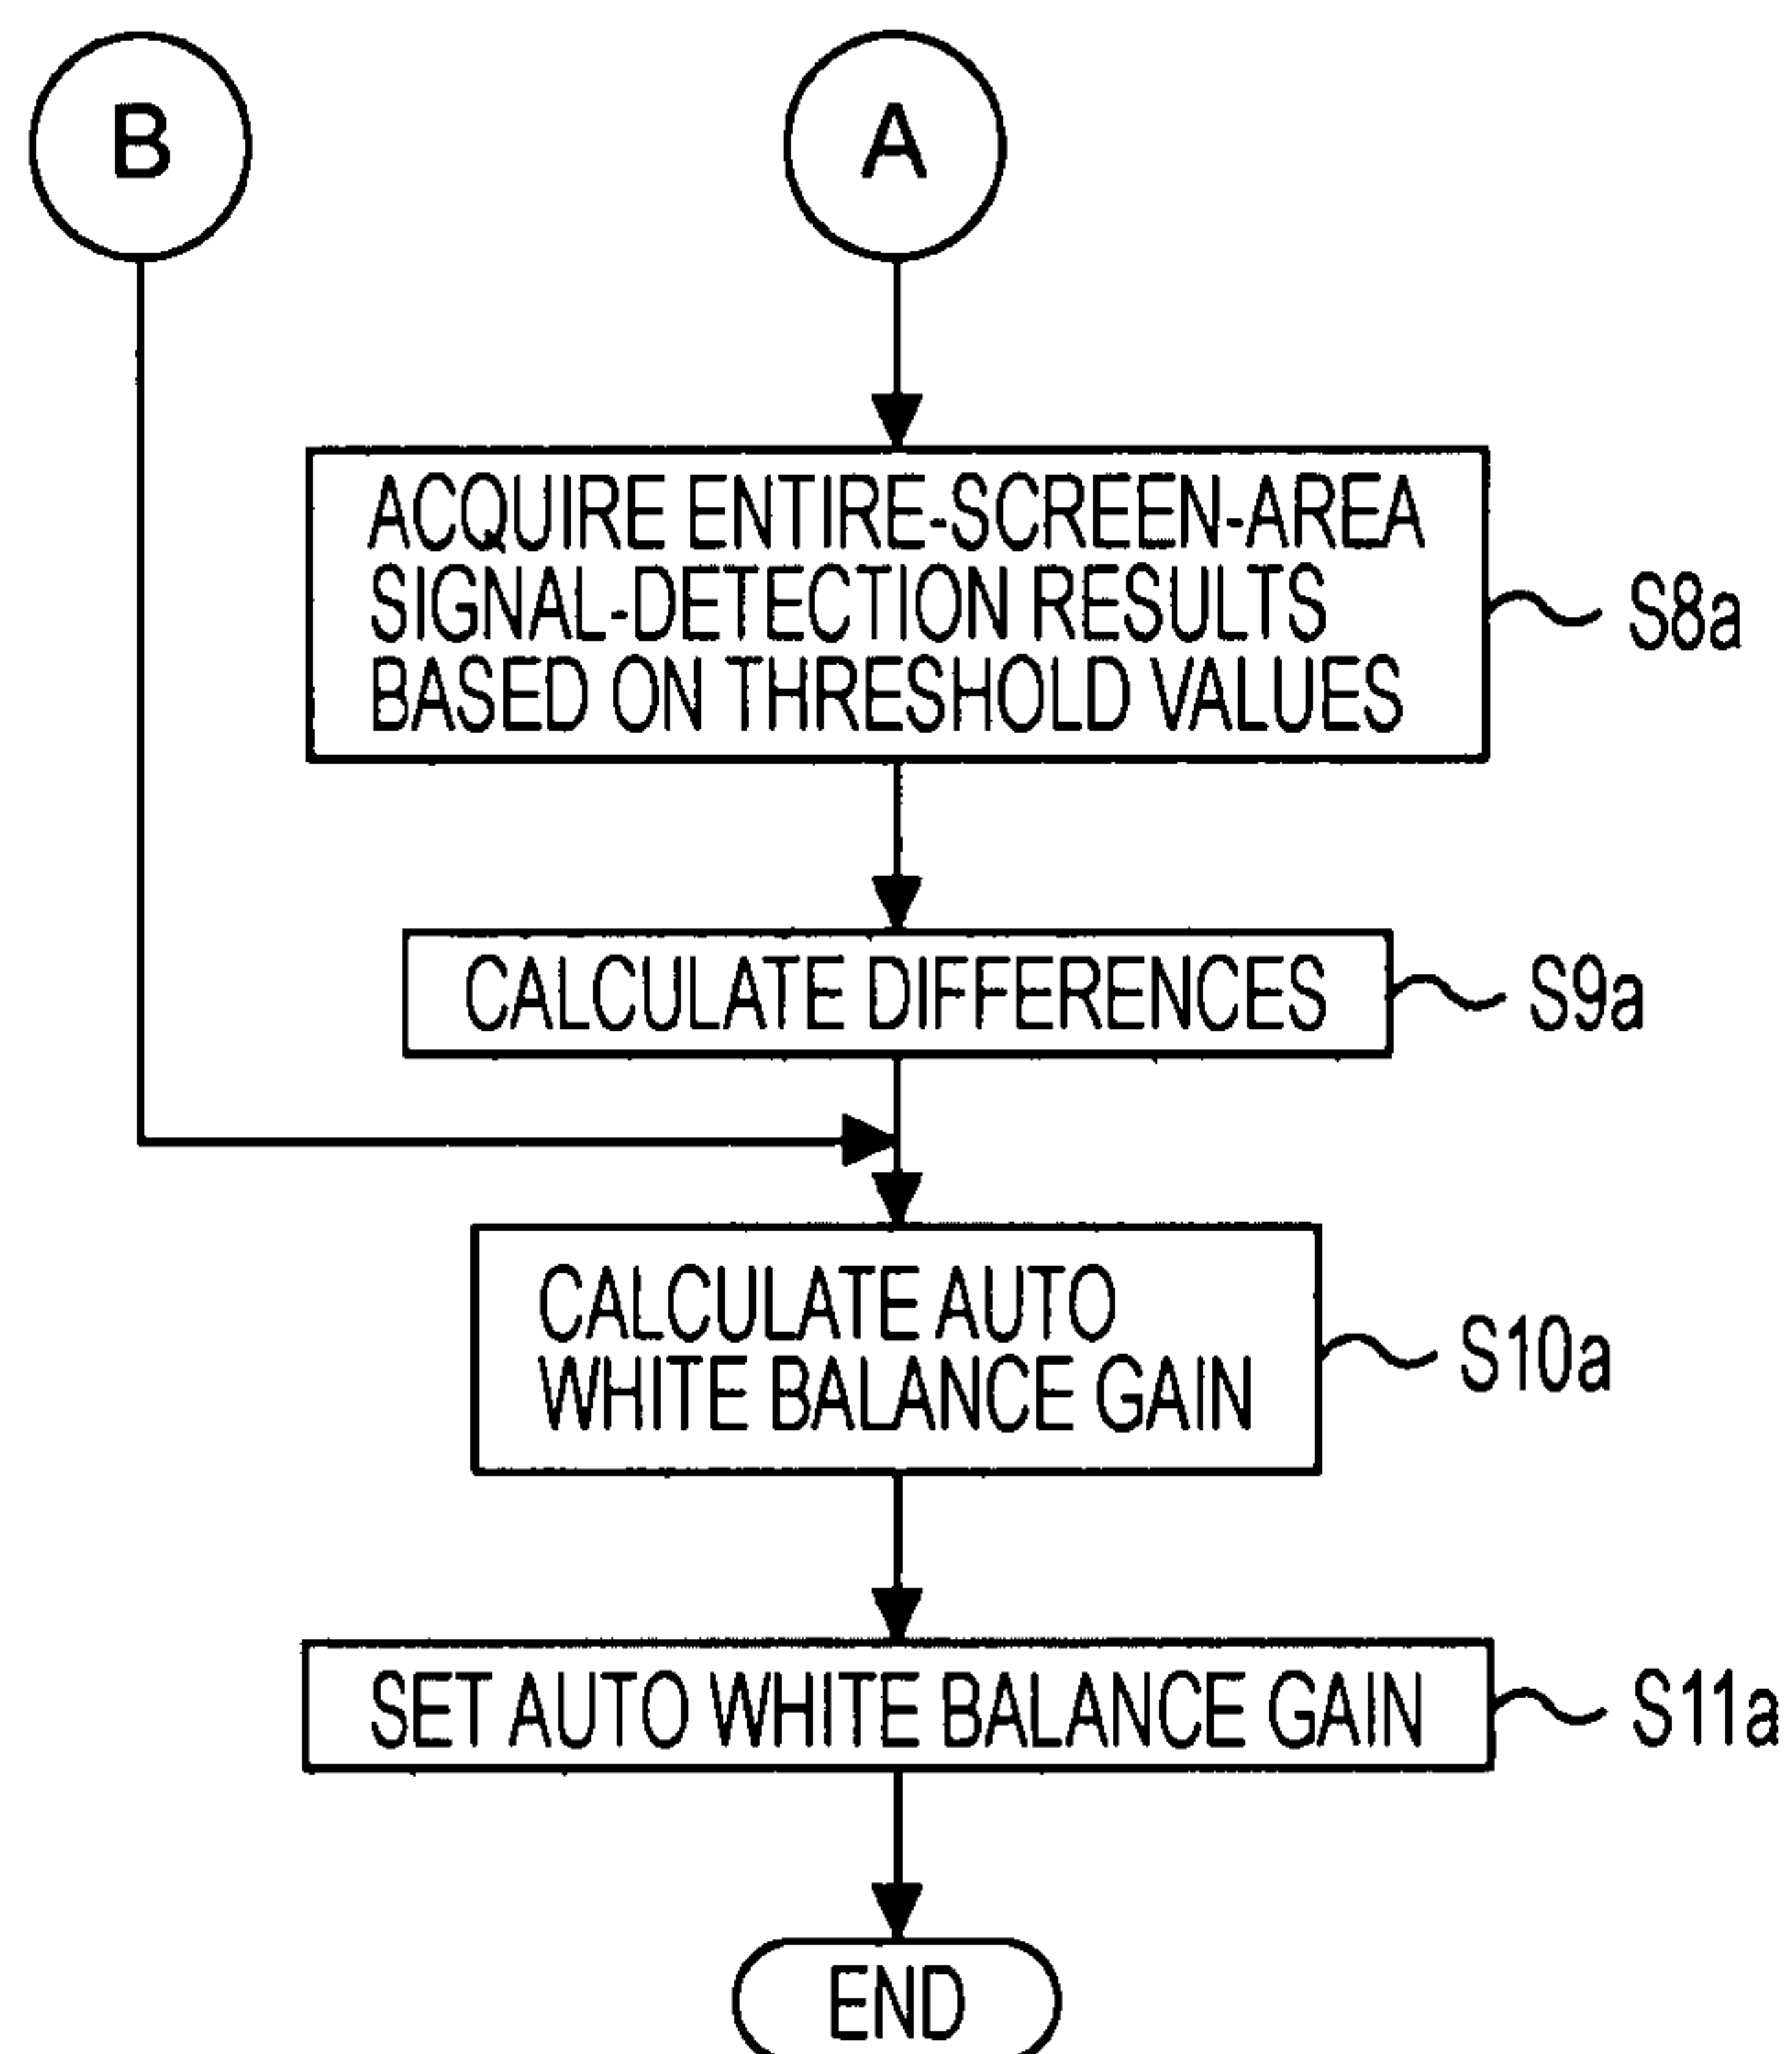 B
A
ACQUIRE ENTIRE-SCREEN-AREA
SIGNAL-DETECTION RESULTS
BASED ON THRESHOLD VALUES
S8a
CALCULATE DIFFERENCES
S9a
CALCULATE AUTO
WHITE BALANCE GAIN
S10a
SET AUTO WHITE BALANCE GAIN
S11a
END